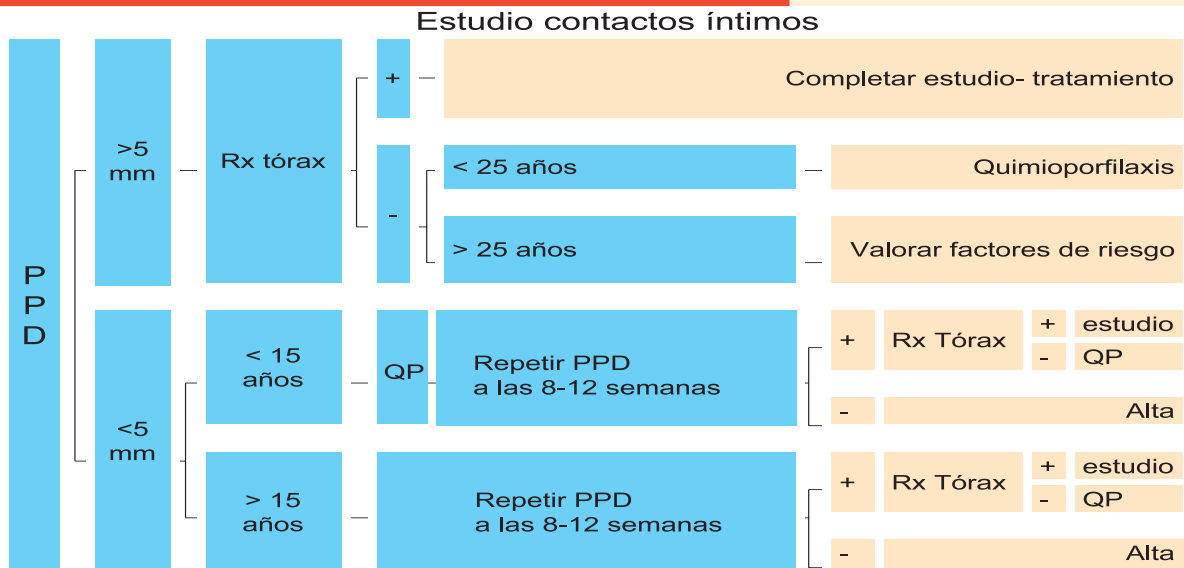 Estudio contactos íntimos
P
P
D
>5
mm
Rx tórax
+
Completar estudio- tratamiento
-
< 25 años
Quimioporfilaxis
> 25 años
Valorar factores de riesgo
<5
mm
< 15
años
QP
Repetir PPD
a las 8-12 semanas
+
Rx Tórax
+
estudio
-
QP
-
Alta
> 15
años
Repetir PPD
a las 8-12 semanas
+
Rx Tórax
+
estudio
-
QP
-
Alta